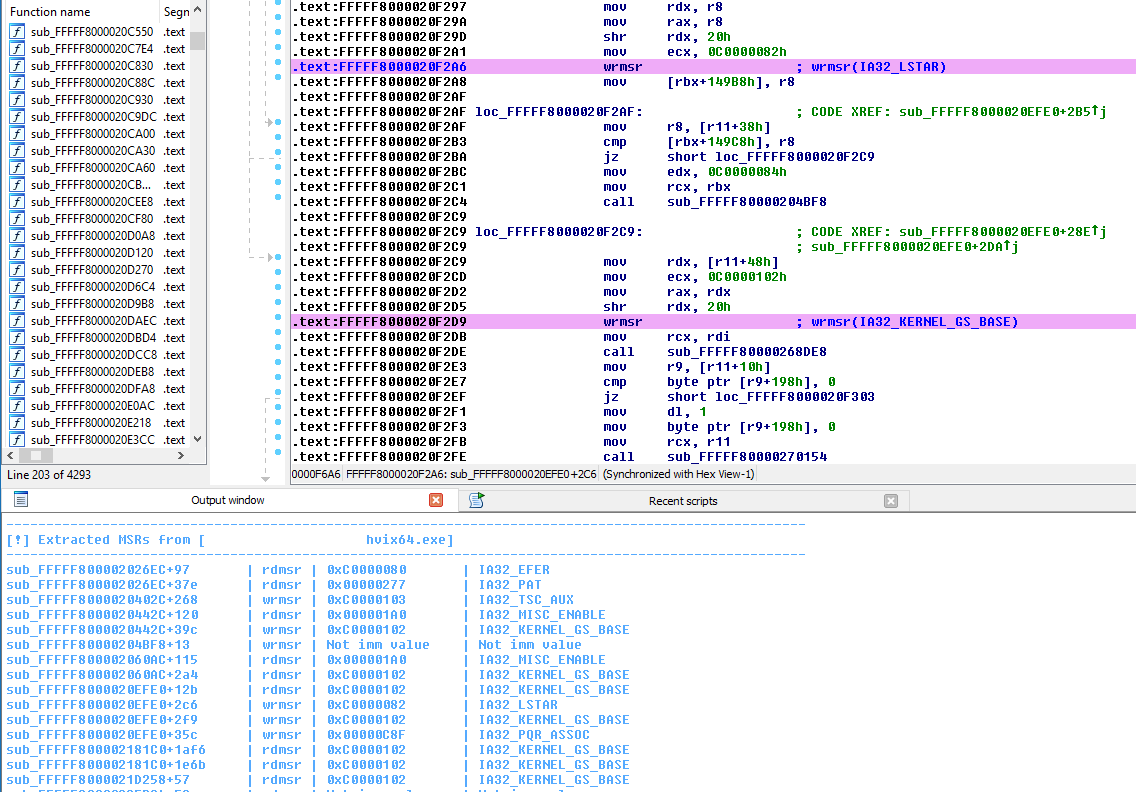 Function name Segn
sub_FFFFF8000020C550 .text
sub_FFFFF8000020C7E4 .text
sub_FFFFF8000020C830 .text
sub_FFFFF8000020C88C .text
sub_FFFFF8000020C930 .text
sub_FFFFF8000020C9DC .text
sub_FFFFF8000020CA00 .text
sub_FFFFF8000020CA30 .text
sub_FFFFF8000020CA60 .text
sub_FFFFF8000020CB... .text
sub_FFFFF8000020CEE8 .text
sub_FFFFF8000020CF80 .text
sub_FFFFF8000020D0A8 .text
sub_FFFFF8000020D120 .text
sub_FFFFF8000020D270 .text
sub_FFFFF8000020D6C4 .text
sub_FFFFF8000020D9B8 .text
sub_FFFFF8000020DAEC .text
sub_FFFFF8000020DBD4 .text
sub_FFFFF8000020DCC8 .text
sub_FFFFF8000020DEB8 .text
sub_FFFFF8000020DFA8 .text
sub_FFFFF8000020E0AC .text
sub_FFFFF8000020E218 .text
sub_FFFFF8000020E3CC .text
Line 203 of 4293
.text:FFFFF8000020F297 mov rdx, r8
.text:FFFFF8000020F29A mov rax, r8
.text:FFFFF8000020F29D shr rdx, 20h
.text:FFFFF8000020F2A1 mov ecx, 0C0000082h
.text:FFFFF8000020F2A6 wrmsr ; wrmsr(IA32_LSTAR)
.text:FFFFF8000020F2A8 mov [rbx+149B8h], r8
.text:FFFFF8000020F2AF
.text:FFFFF8000020F2AF loc_FFFFF8000020F2AF: ; CODE XREF: sub_FFFFF8000020EFE0+2B5↑j
.text:FFFFF8000020F2AF mov r8, [r11+38h]
.text:FFFFF8000020F2B3 cmp [rbx+149C8h], r8
.text:FFFFF8000020F2BA jz short loc_FFFFF8000020F2C9
.text:FFFFF8000020F2BC mov edx, 0C0000084h
.text:FFFFF8000020F2C1 mov rcx, rbx
.text:FFFFF8000020F2C4 call sub_FFFFF80000204BF8
.text:FFFFF8000020F2C9
.text:FFFFF8000020F2C9 loc_FFFFF8000020F2C9: ; CODE XREF: sub_FFFFF8000020EFE0+28E↑j
.text:FFFFF8000020F2C9 ; sub_FFFFF8000020EFE0+2DA↑j
.text:FFFFF8000020F2C9 mov rdx, [r11+48h]
.text:FFFFF8000020F2CD mov ecx, 0C0000102h
.text:FFFFF8000020F2D2 mov rax, rdx
.text:FFFFF8000020F2D5 shr rdx, 20h
.text:FFFFF8000020F2D9 wrmsr ; wrmsr(IA32_KERNEL_GS_BASE)
.text:FFFFF8000020F2DB mov rcx, rdi
.text:FFFFF8000020F2DE call sub_FFFFF80000268DE8
.text:FFFFF8000020F2E3 mov r9, [r11+10h]
.text:FFFFF8000020F2E7 cmp byte ptr [r9+198h], 0
.text:FFFFF8000020F2EF jz short loc_FFFFF8000020F303
.text:FFFFF8000020F2F1 mov dl, 1
.text:FFFFF8000020F2F3 mov byte ptr [r9+198h], 0
.text:FFFFF8000020F2FB mov rcx, r11
.text:FFFFF8000020F2FE call sub_FFFFF80000270154
0000F6A6 FFFFF8000020F2A6: sub_FFFFF8000020EFE0+2C6 (Synchronized with Hex View-1)
Output window Recent scripts
[!] Extracted MSRs from [ hvix64.exe]
sub_FFFFF800002026EC+97 | rdmsr | 0xC0000080 | IA32_EFER
sub_FFFFF800002026EC+37e | rdmsr | 0x00000277 | IA32_PAT
sub_FFFFF8000020402C+268 | wrmsr | 0xC0000103 | IA32_TSC_AUX
sub_FFFFF8000020442C+120 | rdmsr | 0x000001A0 | IA32_MISC_ENABLE
sub_FFFFF8000020442C+39c | wrmsr | 0xC0000102 | IA32_KERNEL_GS_BASE
sub_FFFFF80000204BF8+13 | wrmsr | Not imm value | Not imm value
sub_FFFFF800002060AC+115 | rdmsr | 0x000001A0 | IA32_MISC_ENABLE
sub_FFFFF800002060AC+2a4 | rdmsr | 0xC0000102 | IA32_KERNEL_GS_BASE
sub_FFFFF8000020EFE0+12b | rdmsr | 0xC0000102 | IA32_KERNEL_GS_BASE
sub_FFFFF8000020EFE0+2c6 | wrmsr | 0xC0000082 | IA32_LSTAR
sub_FFFFF8000020EFE0+2f9 | wrmsr | 0xC0000102 | IA32_KERNEL_GS_BASE
sub_FFFFF8000020EFE0+35c | wrmsr | 0x00000C8F | IA32_PQR_ASSOC
sub_FFFFF800002181C0+1af6 | rdmsr | 0xC0000102 | IA32_KERNEL_GS_BASE
sub_FFFFF800002181C0+1e6b | rdmsr | 0xC0000102 | IA32_KERNEL_GS_BASE
sub_FFFFF8000021D258+57 | rdmsr | 0xC0000102 | IA32_KERNEL_GS_BASE